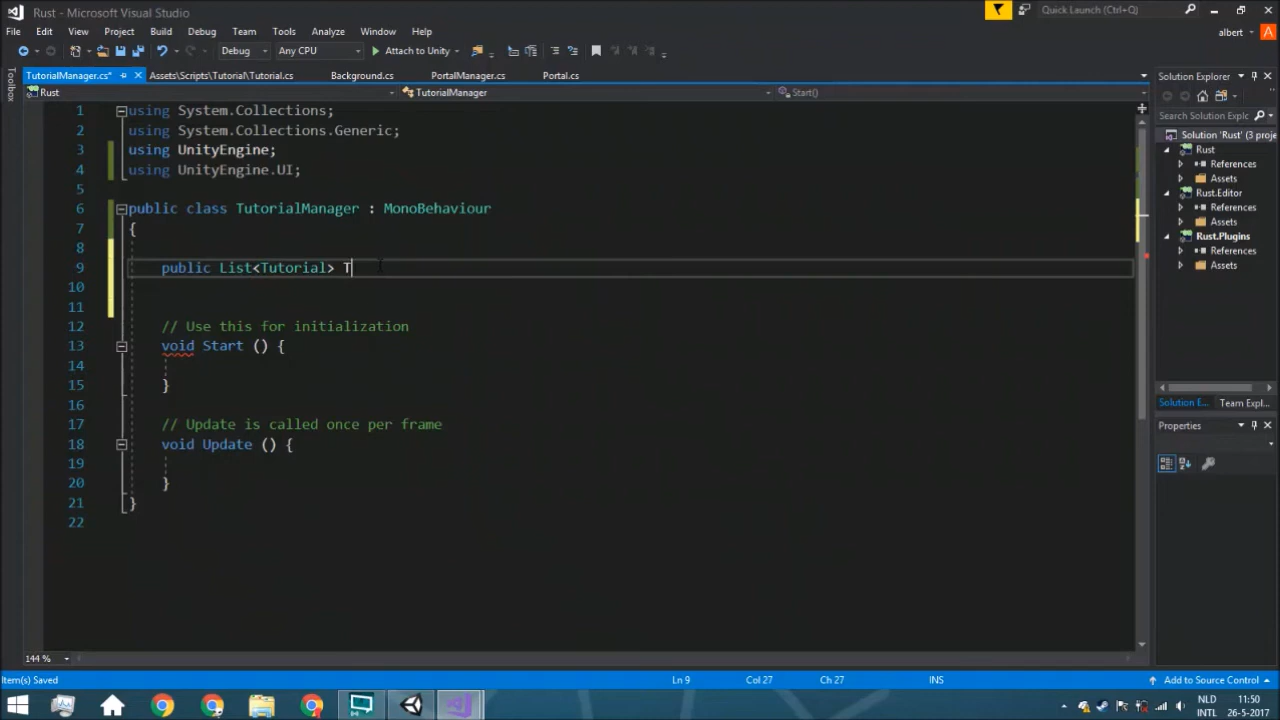 Rust - Microsoft Visual Studio
Quick Launch (Ctrl+Q)
File Edit View Project Build Debug Team Tools Analyze Window Help
albert
A
Debug Any CPU Attach to Unity
Toolbox
TutorialManager.cs* Assets\Scripts\Tutorial\Tutorial.cs Background.cs PortalManager.cs Portal.cs
Rust TutorialManager Start()
1 using System.Collections;
2 using System.Collections.Generic;
3 using UnityEngine;
4 using UnityEngine.UI;
5
6 public class TutorialManager : MonoBehaviour
7 {
8
9 public List<Tutorial> T
10
11
12 // Use this for initialization
13 void Start () {
14
15 }
16
17 // Update is called once per frame
18 void Update () {
19
20 }
21 }
22
144 %
Solution Explorer
Search Solution Explc
Solution 'Rust' (3 proje
Rust
References
Assets
Rust.Editor
References
Assets
Rust.Plugins
References
Assets
Solution E... Team Expl...
Properties
Item(s) Saved Ln 9 Col 27 Ch 27 INS Add to Source Control
NLD
INTL
11:50
26-5-2017